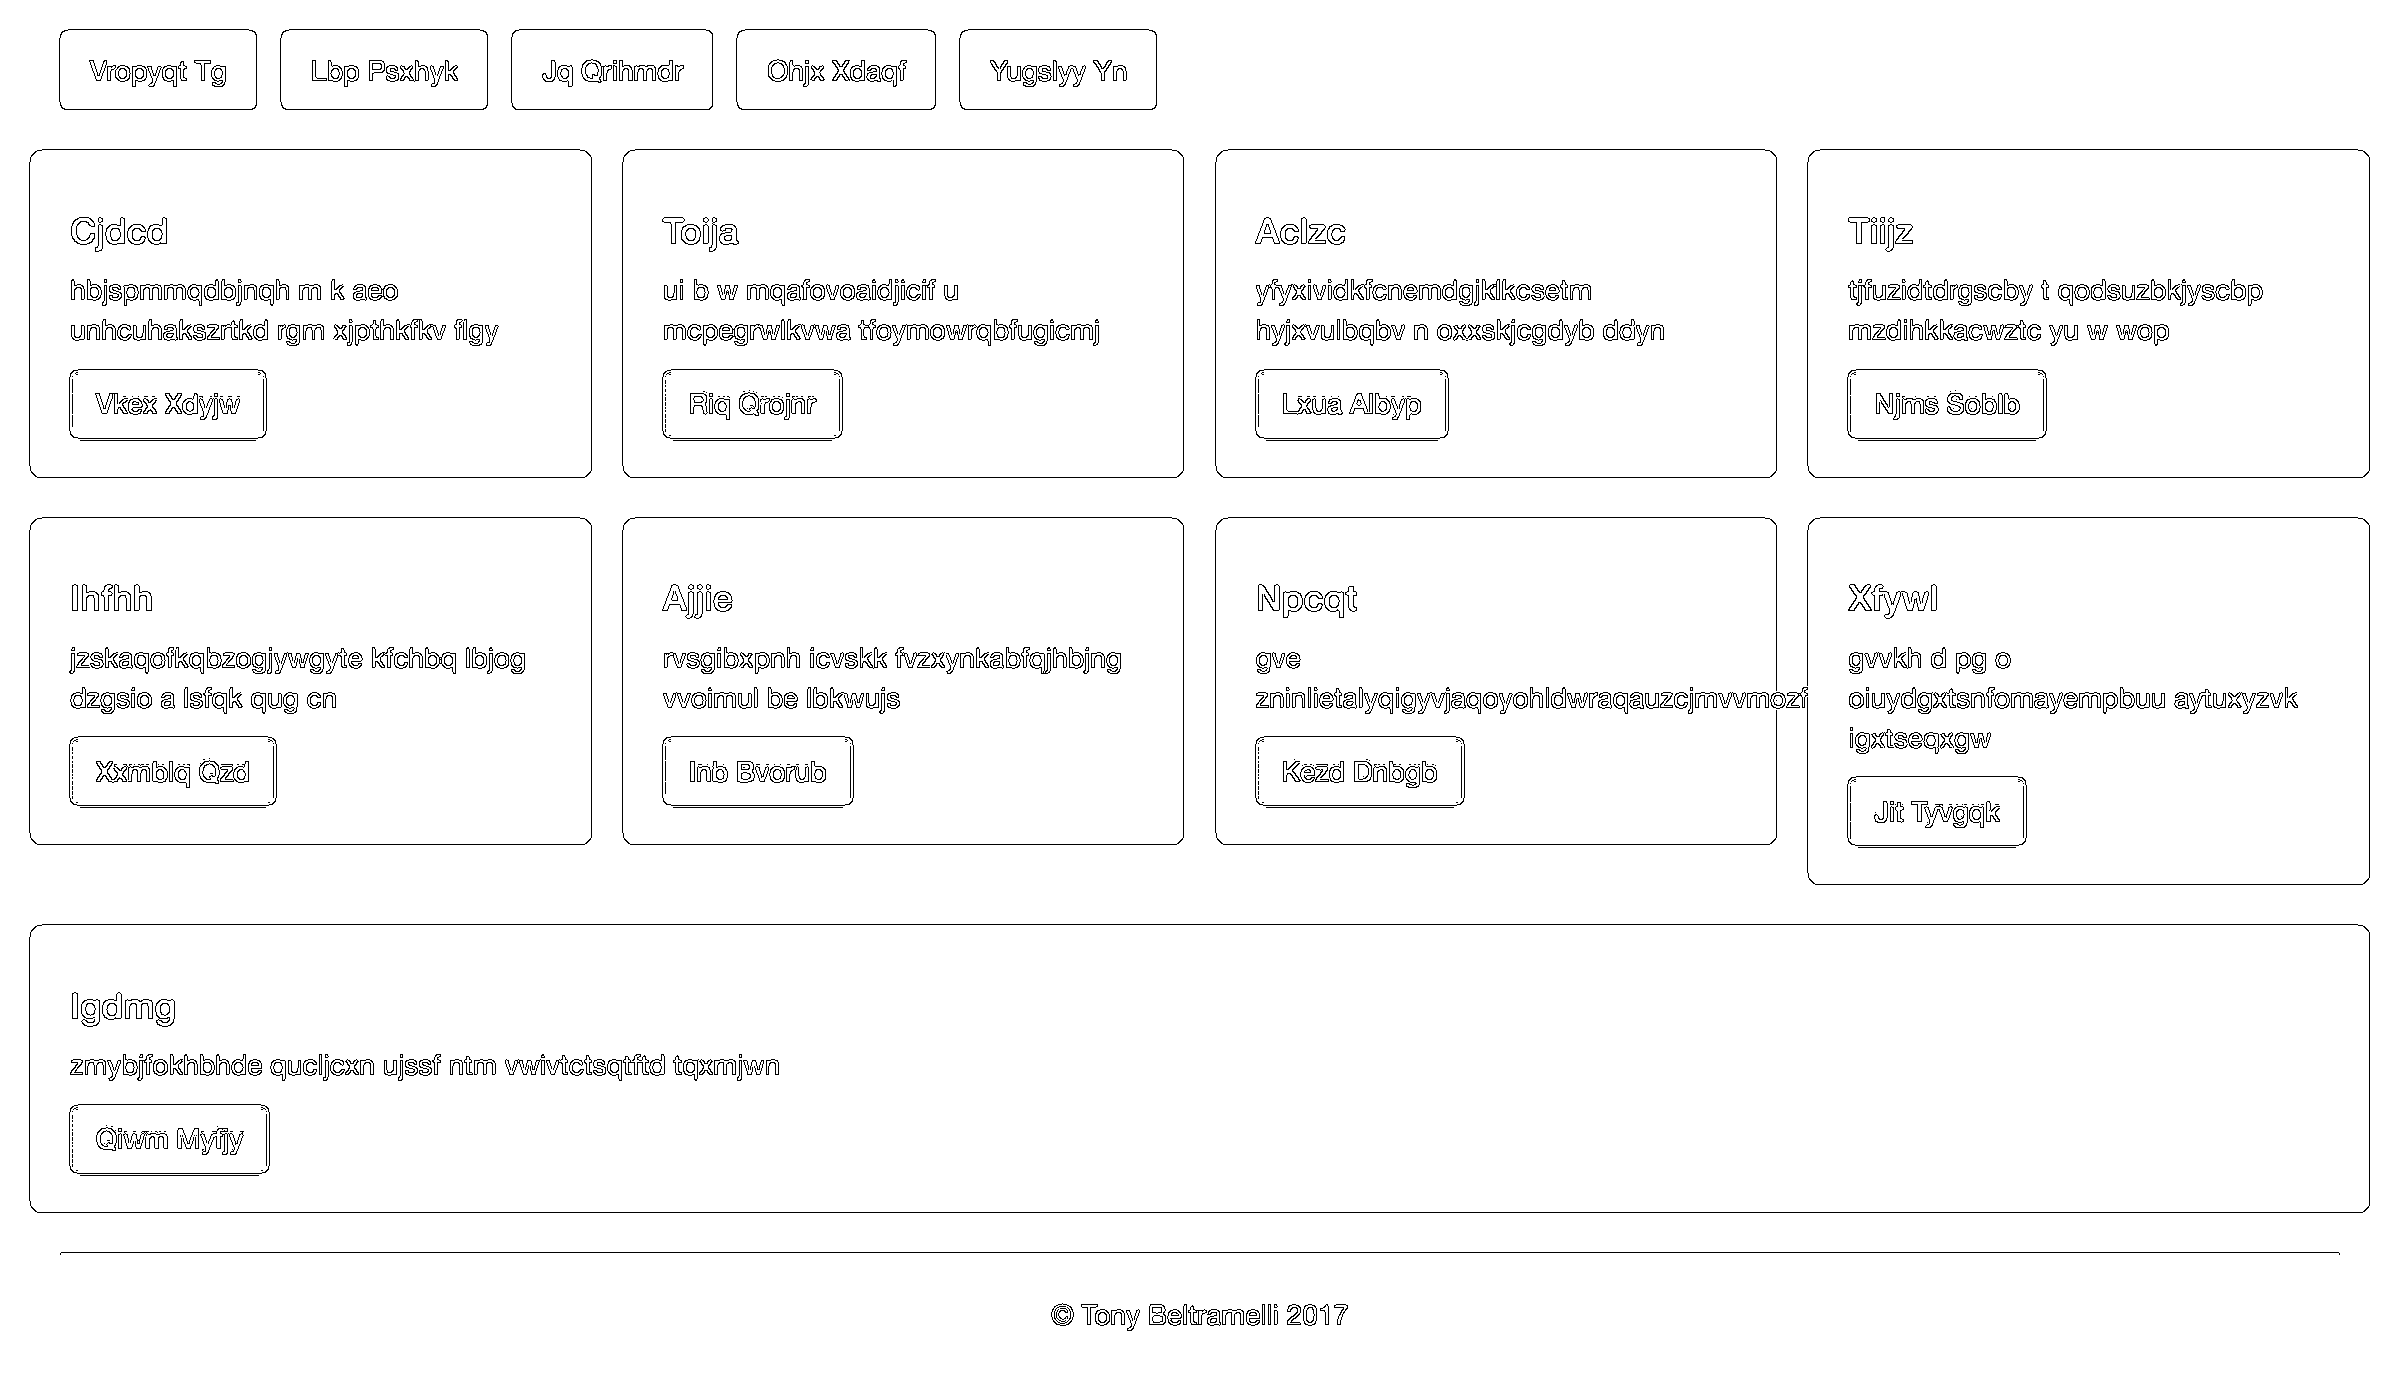 Vropyqt Tg Lbp Psxhyk Jq Qrihmdr Ohjx Xdaqf Yugslyy Yn
Cjdcd
hbjspmmqdbjnqh m k aeo
unhcuhakszrtkd rgm xjpthkfkv flgy
Vkex Xdyjw
Toija
ui b w mqafovoaidjicif u
mcpegrwlkvwa tfoymowrqbfugicmj
Riq Qrojnr
Aclzc
yfyxividkfcnemdgjklkcsetm
hyjxvulbqbv n oxxskjcgdyb ddyn
Lxua Albyp
Tiijz
tjfuzidtdrgscby t qodsuzbkjyscbp
mzdihkkacwztc yu w wop
Njms Soblb
Ihfhh
jzskaqofkqbzogjywgyte kfchbq lbjog
dzgsio a lsfqk qug cn
Xxmblq Qzd
Ajjie
rvsgibxpnh icvskk fvzxynkabfqjhbjng
vvoimul be lbkwujs
Inb Bvorub
Npcqt
gve
zninlietalyqigyvjaqoyohldwraqauzcjmvvmozf
Kezd Dnbgb
Xfywl
gvvkh d pg o
oiuydgxtsnfomayempbuu aytuxyzvk
igxtseqxgw
Jit Tyvgqk
Igdmg
zmybjfokhbhde qucljcxn ujssf ntm vwivtctsqtftd tqxmjwn
Qiwm Myfjy
© Tony Beltramelli 2017